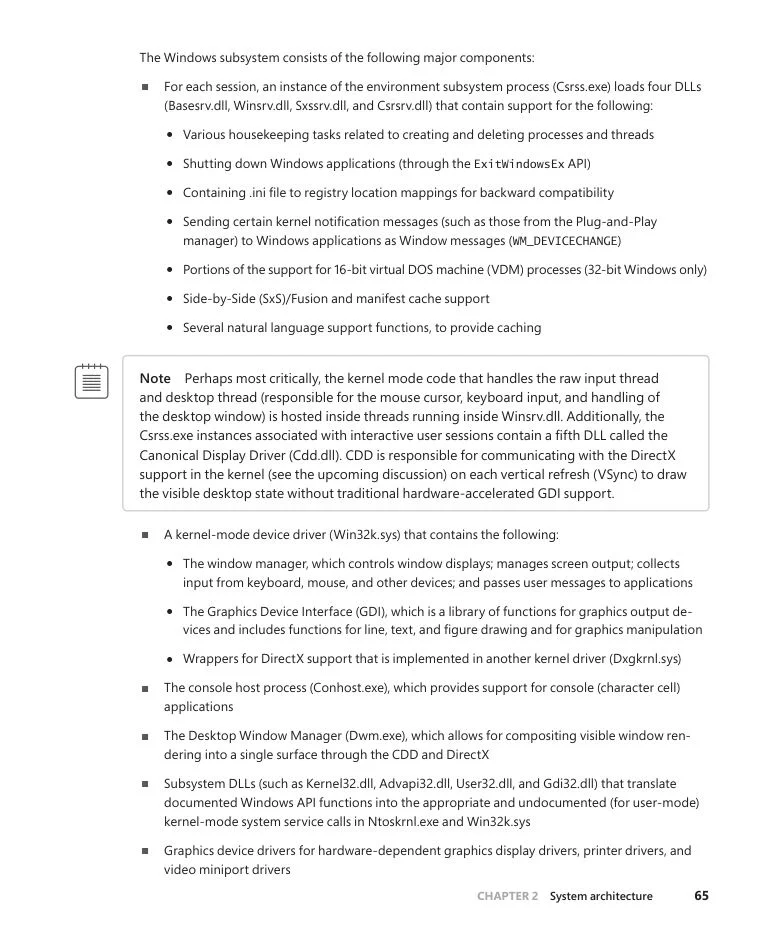 The Windows subsystem consists of the following major components:
■ For each session, an instance of the environment subsystem process (Csrss.exe) loads four DLLs
(Basesrv.dll, Winsrv.dll, Sxssrv.dll, and Csrsrv.dll) that contain support for the following:
• Various housekeeping tasks related to creating and deleting processes and threads
• Shutting down Windows applications (through the ExitWindowsEx API)
• Containing .ini file to registry location mappings for backward compatibility
• Sending certain kernel notification messages (such as those from the Plug-and-Play
manager) to Windows applications as Window messages (WM_DEVICECHANGE)
• Portions of the support for 16-bit virtual DOS machine (VDM) processes (32-bit Windows only)
• Side-by-Side (SxS)/Fusion and manifest cache support
• Several natural language support functions, to provide caching
Note Perhaps most critically, the kernel mode code that handles the raw input thread
and desktop thread (responsible for the mouse cursor, keyboard input, and handling of
the desktop window) is hosted inside threads running inside Winsrv.dll. Additionally, the
Csrss.exe instances associated with interactive user sessions contain a fifth DLL called the
Canonical Display Driver (Cdd.dll). CDD is responsible for communicating with the DirectX
support in the kernel (see the upcoming discussion) on each vertical refresh (VSync) to draw
the visible desktop state without traditional hardware-accelerated GDI support.
■ A kernel-mode device driver (Win32k.sys) that contains the following:
• The window manager, which controls window displays; manages screen output; collects
input from keyboard, mouse, and other devices; and passes user messages to applications
• The Graphics Device Interface (GDI), which is a library of functions for graphics output de-
vices and includes functions for line, text, and figure drawing and for graphics manipulation
• Wrappers for DirectX support that is implemented in another kernel driver (Dxgkrnl.sys)
■ The console host process (Conhost.exe), which provides support for console (character cell)
applications
■ The Desktop Window Manager (Dwm.exe), which allows for compositing visible window ren-
dering into a single surface through the CDD and DirectX
■ Subsystem DLLs (such as Kernel32.dll, Advapi32.dll, User32.dll, and Gdi32.dll) that translate
documented Windows API functions into the appropriate and undocumented (for user-mode)
kernel-mode system service calls in Ntoskrnl.exe and Win32k.sys
■ Graphics device drivers for hardware-dependent graphics display drivers, printer drivers, and
video miniport drivers
CHAPTER 2 System architecture 65